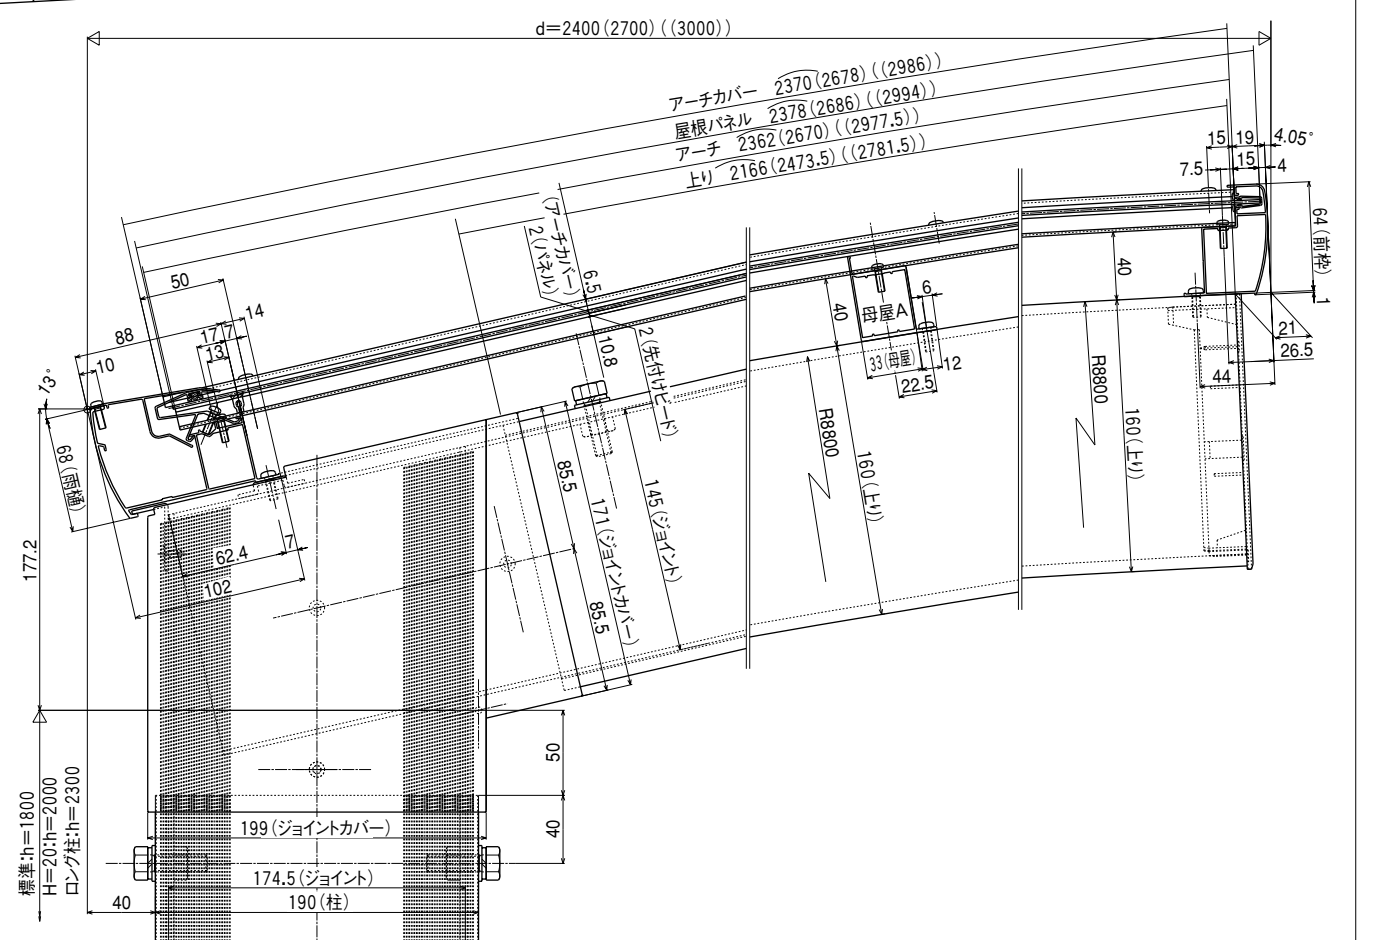 d=2400(2700)((3000))
アーチカバー 2370(2678)((2986))
屋根パネル 2378(2686)((2994))
アーチ 2362(2670)((2977.5))
上り 2166(2473.5)((2781.5))
15
19
4.05°
7.5
15
4
64(前枠)
1
40
21
26.5
44
(アーチカバー)
2(パネル)
6.5
10.8
2(先付けビード)
50
14
88
17
7
13
10
13°
68(雨樋)
177.2
62.4
7
102
母屋A
6
40
33(母屋)
12
22.5
R8800
160(上り)
R8800
160(上り)
85.5
171(ジョイントカバー)
85.5
145(ジョイント)
50
40
199(ジョイントカバー)
174.5(ジョイント)
40
190(柱)
標準:h=1800
H=20:h=2000
ロング柱:h=2300